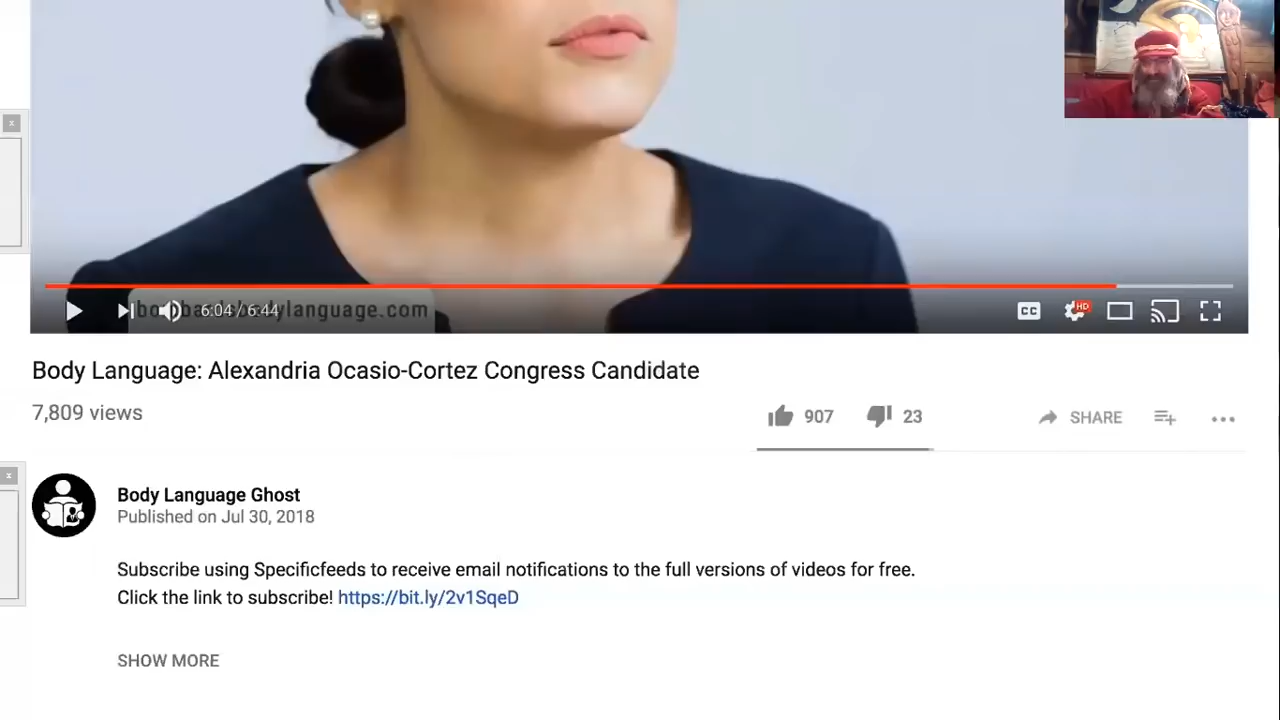 x
6:04 / 6:44
CC
HD
Body Language: Alexandria Ocasio-Cortez Congress Candidate
7,809 views
907
23
SHARE
x
Body Language Ghost
Published on Jul 30, 2018
Subscribe using Specificfeeds to receive email notifications to the full versions of videos for free.
Click the link to subscribe! https://bit.ly/2v1SqeD
SHOW MORE